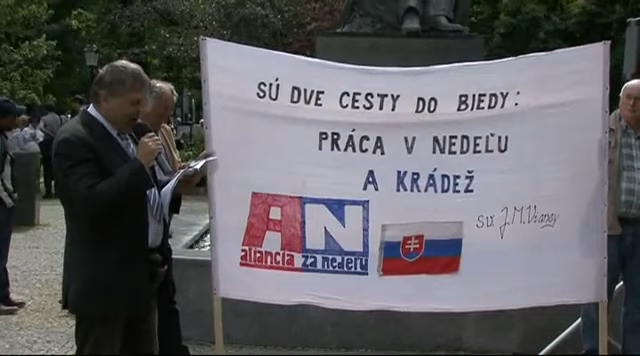 SÚ DVE CESTY DO BIEDY:
PRÁCA V NEDEĽU
A KRÁDEŽ
sv. J.M.Vianey
AN
aliancia za nedeľu